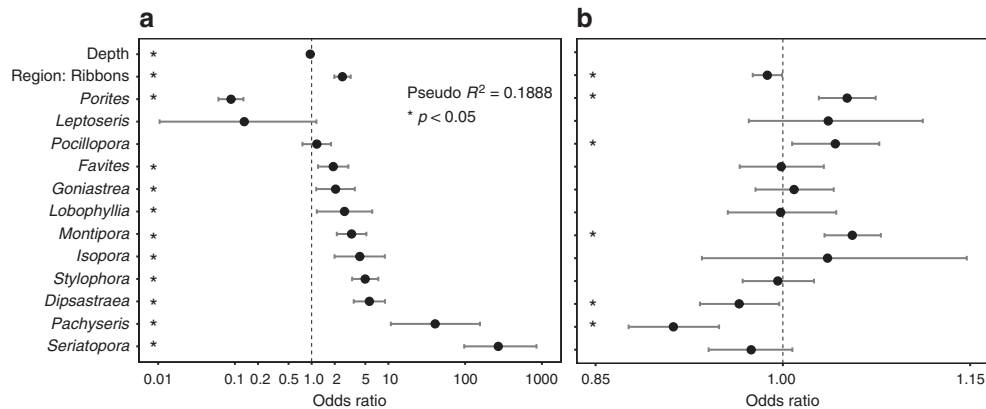 a
b
Depth *
Region: Ribbons * *
Porites * *
Leptoseris
Pocillopora *
Favites *
Goniastrea *
Lobophyllia *
Montipora * *
Isopora *
Stylophora *
Dipsastraea * *
Pachyseris * *
Seriatopora *
Pseudo R² = 0.1888
* p < 0.05
0.01 0.1 0.2 0.5 1.0 2 5 10 100 1000
Odds ratio
0.85 1.00 1.15
Odds ratio